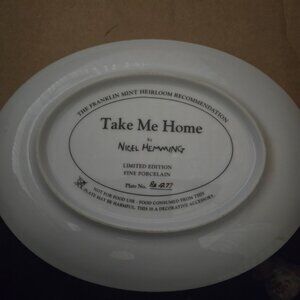 THE FRANKLIN MINT HEIRLOOM RECOMMENDATION
Take Me Home
by
NIGEL HEMMING
LIMITED EDITION
FINE PORCELAIN
Plate No.
NOT FOR FOOD USE - FOOD CONSUMED FROM THIS
PLATE MAY BE HARMFUL. THIS IS A DECORATIVE ACCESSORY.